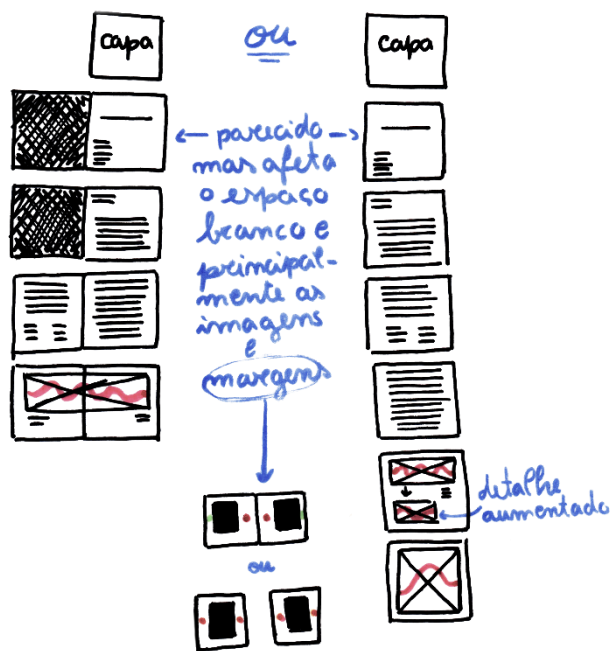 capa
ou
capa
parecido
mas afeta
o espaço
branco e
principal-
mente as
imagens
e
margens
detalhe
aumentado
ou